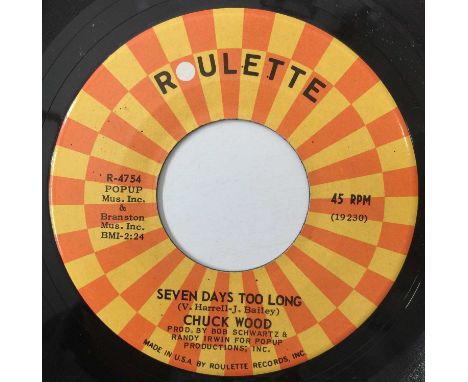 ROULETTE
R-4754
POPUP
Mus. Inc.
&
Branston
Mus. Inc.
BMI-2:24
45 RPM
(19230)
SEVEN DAYS TOO LONG
(V. Harrell-J. Bailey)
CHUCK WOOD
PROD. BY BOB SCHWARTZ &
RANDY IRWIN FOR POPUP
PRODUCTIONS, INC.
MADE IN U.S.A. BY ROULETTE RECORDS, INC.